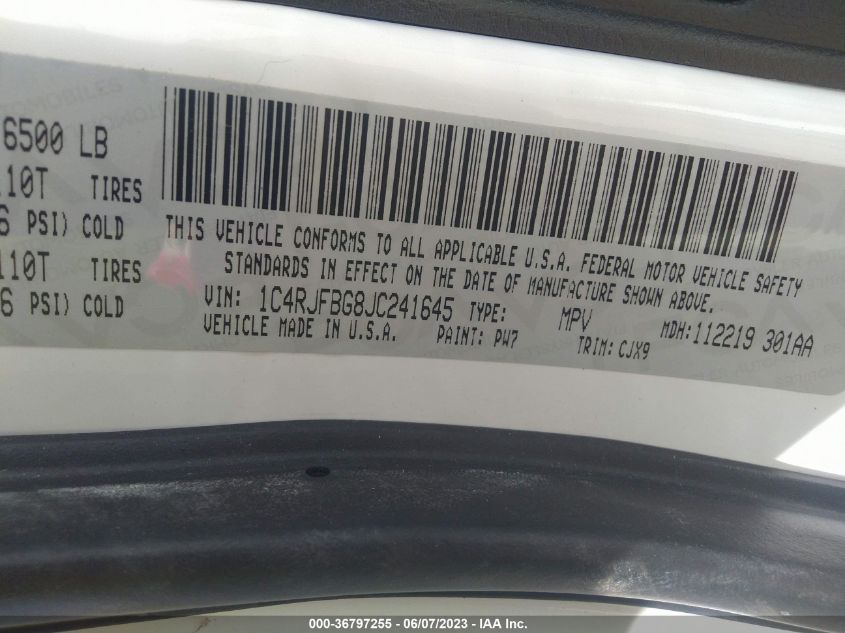 6500 LB
110T TIRES
6 PSI) COLD
110T TIRES
6 PSI) COLD
THIS VEHICLE CONFORMS TO ALL APPLICABLE U.S.A. FEDERAL MOTOR VEHICLE SAFETY
STANDARDS IN EFFECT ON THE DATE OF MANUFACTURE SHOWN ABOVE.
VIN: 1C4RJFBG8JC241645 TYPE: MPV MDH:112219 301AA
VEHICLE MADE IN U.S.A. PAINT: PW7 TRIM: CJX9
000-36797255 - 06/07/2023 - © IAA Inc.